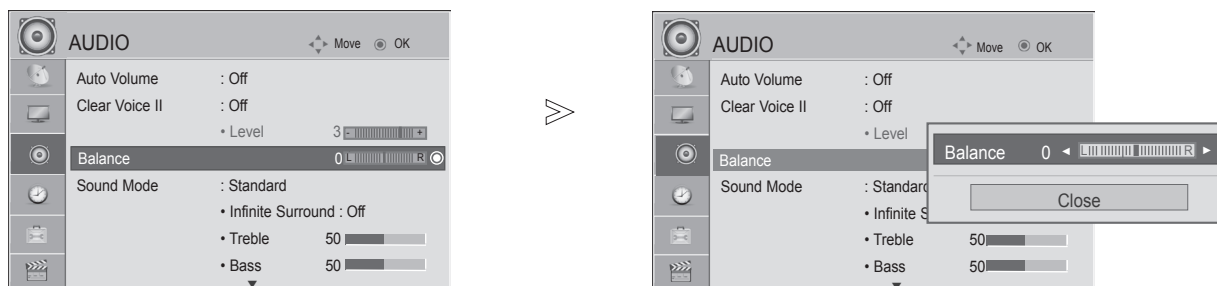 AUDIO Move OK
Auto Volume : Off
Clear Voice II : Off
• Level 3 - +
Balance 0 L R
Sound Mode : Standard
• Infinite Surround : Off
• Treble 50
• Bass 50
AUDIO Move OK
Auto Volume : Off
Clear Voice II : Off
• Level
Balance
Balance 0 L R
Close
Sound Mode : Standard
• Infinite S
• Treble 50
• Bass 50